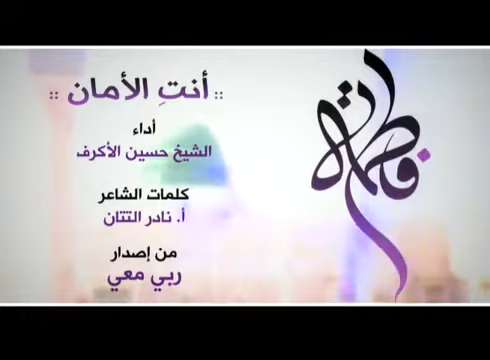 :: أنتِ الأمان ::
فاطمة
أداء
الشيخ حسين الأكرف
كلمات الشاعر
أ. نادر التتان
من إصدار
ربي معي